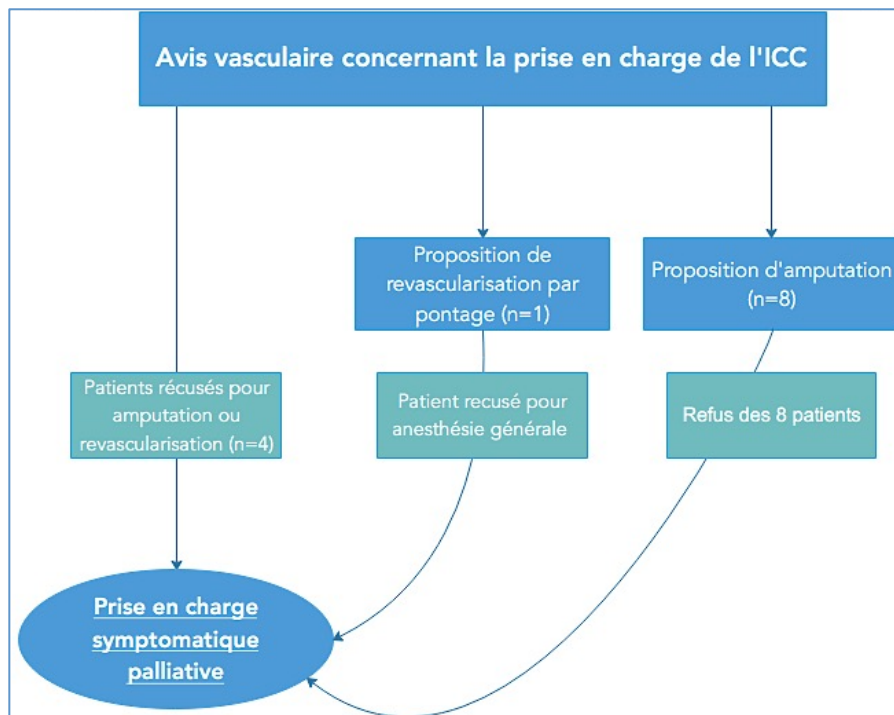 Avis vasculaire concernant la prise en charge de l'ICC
Proposition de
revascularisation par
pontage (n=1)
Proposition d'amputation
(n=8)
Patients récusés pour
amputation ou
revascularisation (n=4)
Patient recusé pour
anesthésie générale
Refus des 8 patients
Prise en charge
symptomatique
palliative